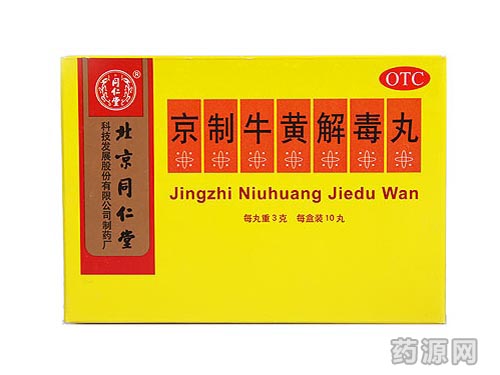 同仁堂
®
北京同仁堂
科技发展股份有限公司制药厂
OTC
京制牛黄解毒丸
Jingzhi Niuhuang Jiedu Wan
每丸重3克 每盒装10丸
药源网